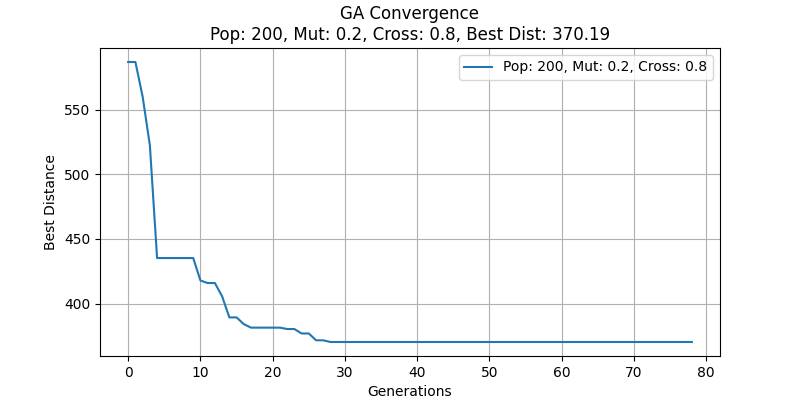 GA Convergence
Pop: 200, Mut: 0.2, Cross: 0.8, Best Dist: 370.19
Pop: 200, Mut: 0.2, Cross: 0.8
Best Distance
550
500
450
400
0 10 20 30 40 50 60 70 80
Generations